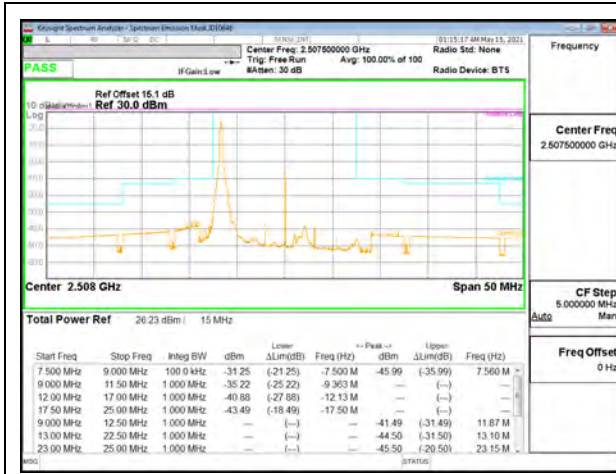 Keysight Spectrum Analyzer - Spectrum Emission Mask
L RF 50 Ω DC SENSE:INT 01:15:17 AM May 15, 2021
Center Freq: 2.507500000 GHz Radio Std: None
Trig: Free Run Avg: 100.00% of 100
PASS IFGain:Low #Atten: 30 dB Radio Device: BTS
Frequency
Ref Offset 15.1 dB
10 dB Ref 30.0 dBm
Log
Center Freq
2.507500000 GHz
Center 2.508 GHz Span 50 MHz
CF Step
5.000000 MHz
Auto Man
Total Power Ref 26.23 dBm 15 MHz
Freq Offset
0 Hz
Lower <-- Peak --> Upper
Start Freq Stop Freq Integ BW dBm ΔLim(dB) Freq (Hz) dBm ΔLim(dB) Freq (Hz)
7.500 MHz 9.000 MHz 100.0 kHz -31.25 (-21.25) -7.500 M -45.99 (-35.99) 7.560 M
9.000 MHz 11.50 MHz 1.000 MHz -35.22 (-25.22) -9.363 M --- (---) ---
12.00 MHz 17.00 MHz 1.000 MHz -40.88 (-27.88) -12.13 M --- (---) ---
17.50 MHz 25.00 MHz 1.000 MHz -43.49 (-18.49) -17.50 M --- (---) ---
9.000 MHz 12.50 MHz 1.000 MHz --- (---) --- -41.49 (-31.49) 11.87 M
13.00 MHz 22.50 MHz 1.000 MHz --- (---) --- -44.50 (-31.50) 13.10 M
23.00 MHz 25.00 MHz 1.000 MHz --- (---) --- -45.50 (-20.50) 23.15 M
MSG STATUS